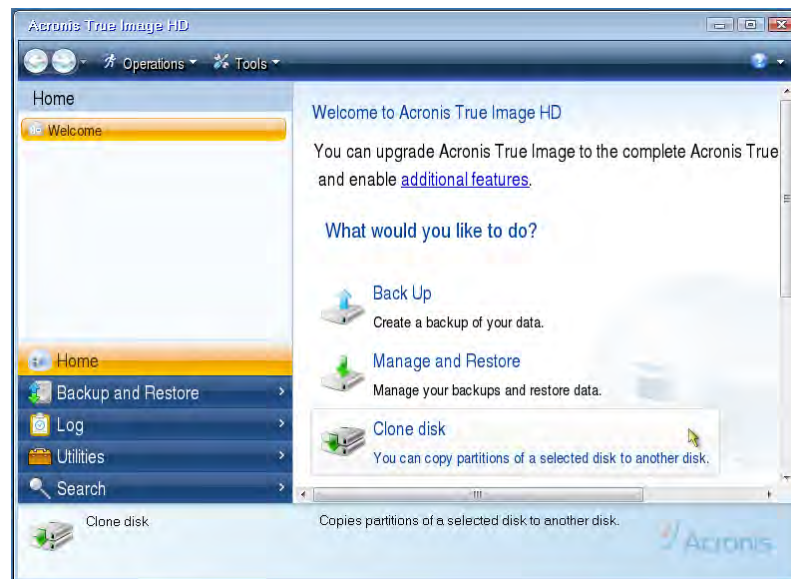 Acronis True Image HD
Operations
Tools
Home
Welcome
Welcome to Acronis True Image HD
You can upgrade Acronis True Image to the complete Acronis True
and enable additional features.
What would you like to do?
Back Up
Create a backup of your data.
Manage and Restore
Manage your backups and restore data.
Clone disk
You can copy partitions of a selected disk to another disk.
Home
Backup and Restore
Log
Utilities
Search
Clone disk
Copies partitions of a selected disk to another disk.
Acronis